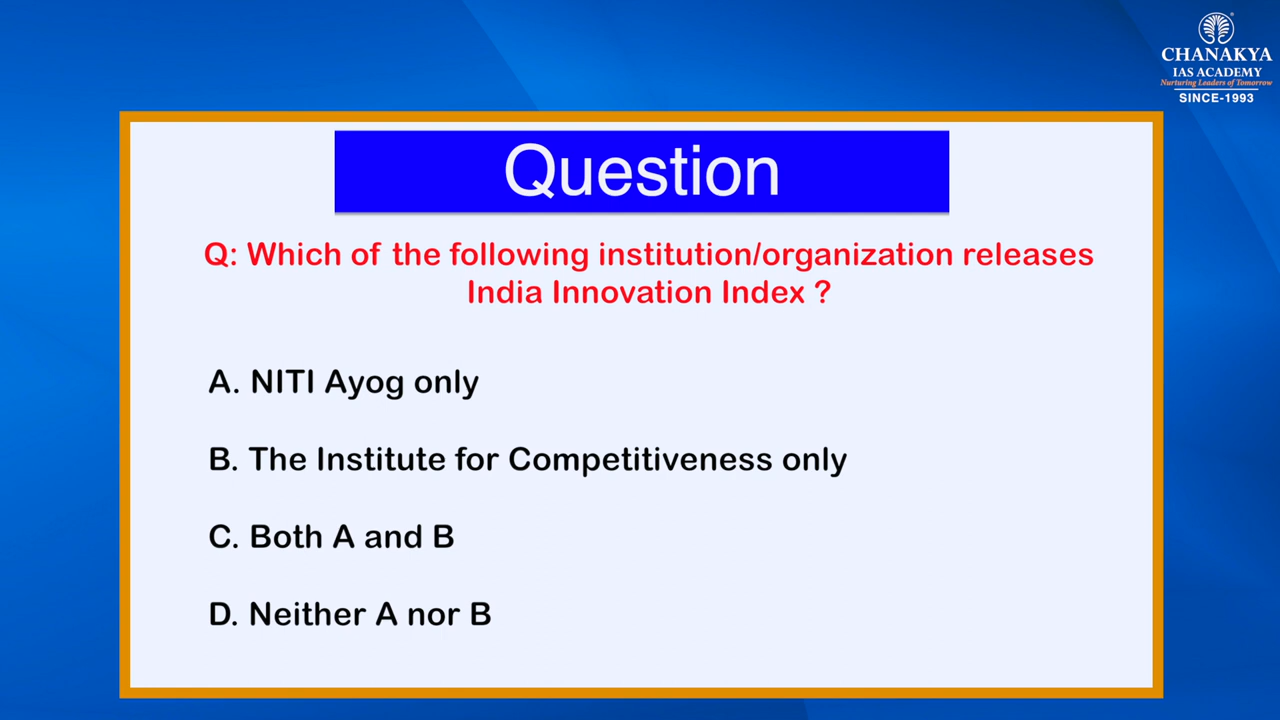 CHANAKYA
IAS ACADEMY
Nurturing Leaders of Tomorrow
SINCE-1993
Question
Q: Which of the following institution/organization releases
India Innovation Index ?
A. NITI Ayog only
B. The Institute for Competitiveness only
C. Both A and B
D. Neither A nor B